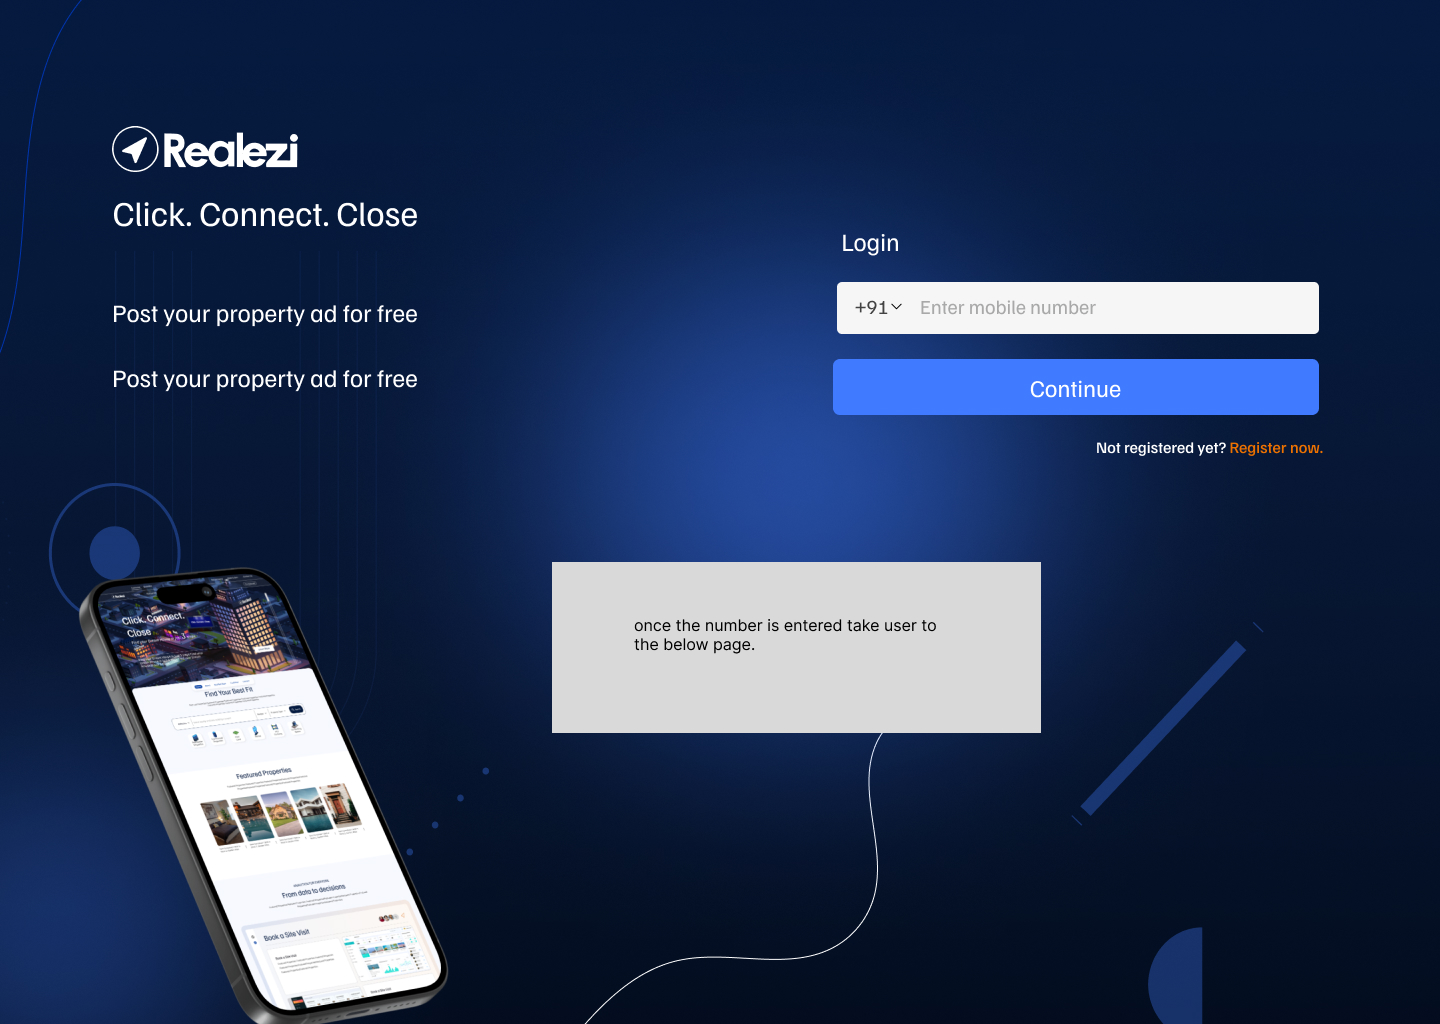 Realezi
Click. Connect. Close
Post your property ad for free
Post your property ad for free
Login
+91
Enter mobile number
Continue
Not registered yet? Register now.
once the number is entered take user to
the below page.
Click. Connect.
Close
Find Your Best Fit
Featured Properties
From data to decisions
Book a Site Visit